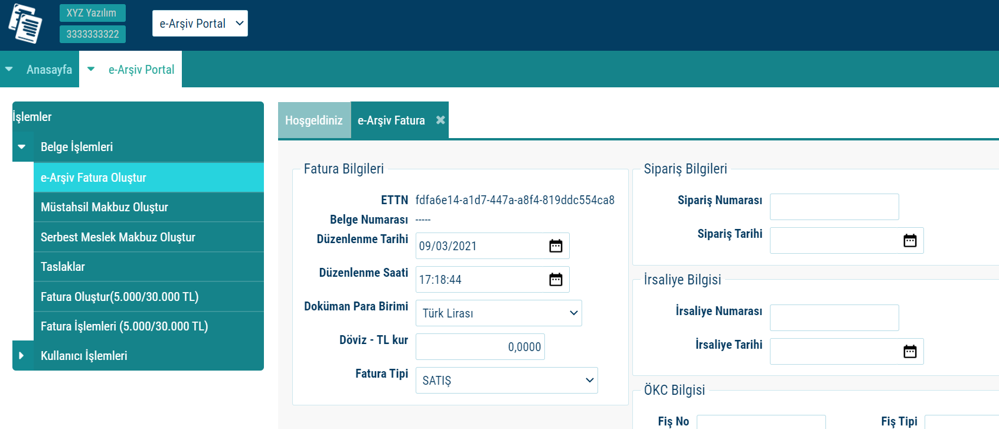 XYZ Yazılım
3333333322
e-Arşiv Portal
Anasayfa
e-Arşiv Portal
İşlemler
Belge İşlemleri
e-Arşiv Fatura Oluştur
Müstahsil Makbuz Oluştur
Serbest Meslek Makbuz Oluştur
Taslaklar
Fatura Oluştur(5.000/30.000 TL)
Fatura İşlemleri (5.000/30.000 TL)
Kullanıcı İşlemleri
Hoşgeldiniz
e-Arşiv Fatura
Fatura Bilgileri
ETTN fdfa6e14-a1d7-447a-a8f4-819ddc554ca8
Belge Numarası -----
Düzenlenme Tarihi 09/03/2021
Düzenlenme Saati 17:18:44
Doküman Para Birimi Türk Lirası
Döviz - TL kur 0,0000
Fatura Tipi SATIŞ
Sipariş Bilgileri
Sipariş Numarası
Sipariş Tarihi
İrsaliye Bilgisi
İrsaliye Numarası
İrsaliye Tarihi
ÖKC Bilgisi
Fiş No
Fiş Tipi